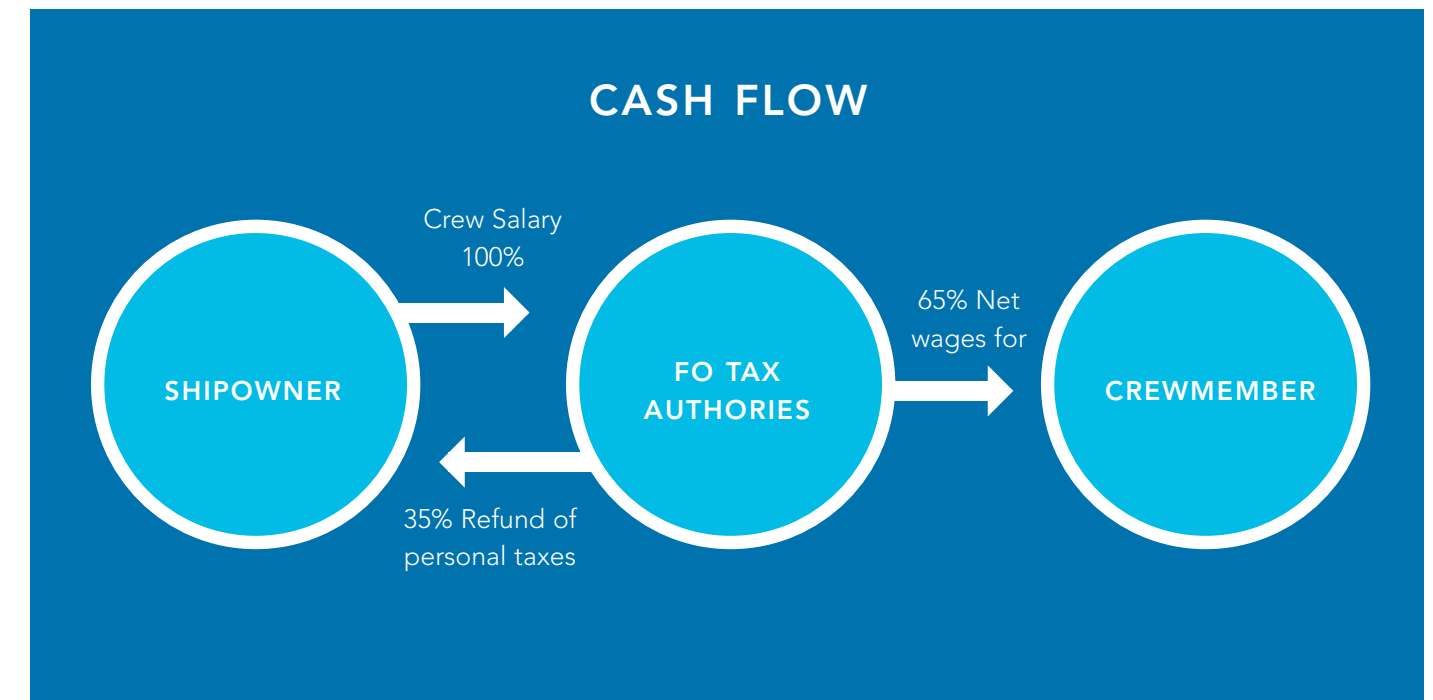 CASH FLOW
Crew Salary
100%
SHIPOWNER
35% Refund of
personal taxes
FO TAX
AUTHORIES
65% Net
wages for
CREWMEMBER